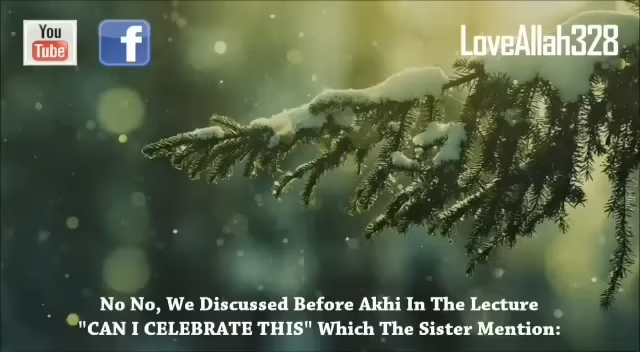 You
Tube
f
LoveAllah328
No No, We Discussed Before Akhi In The Lecture
"CAN I CELEBRATE THIS" Which The Sister Mention: